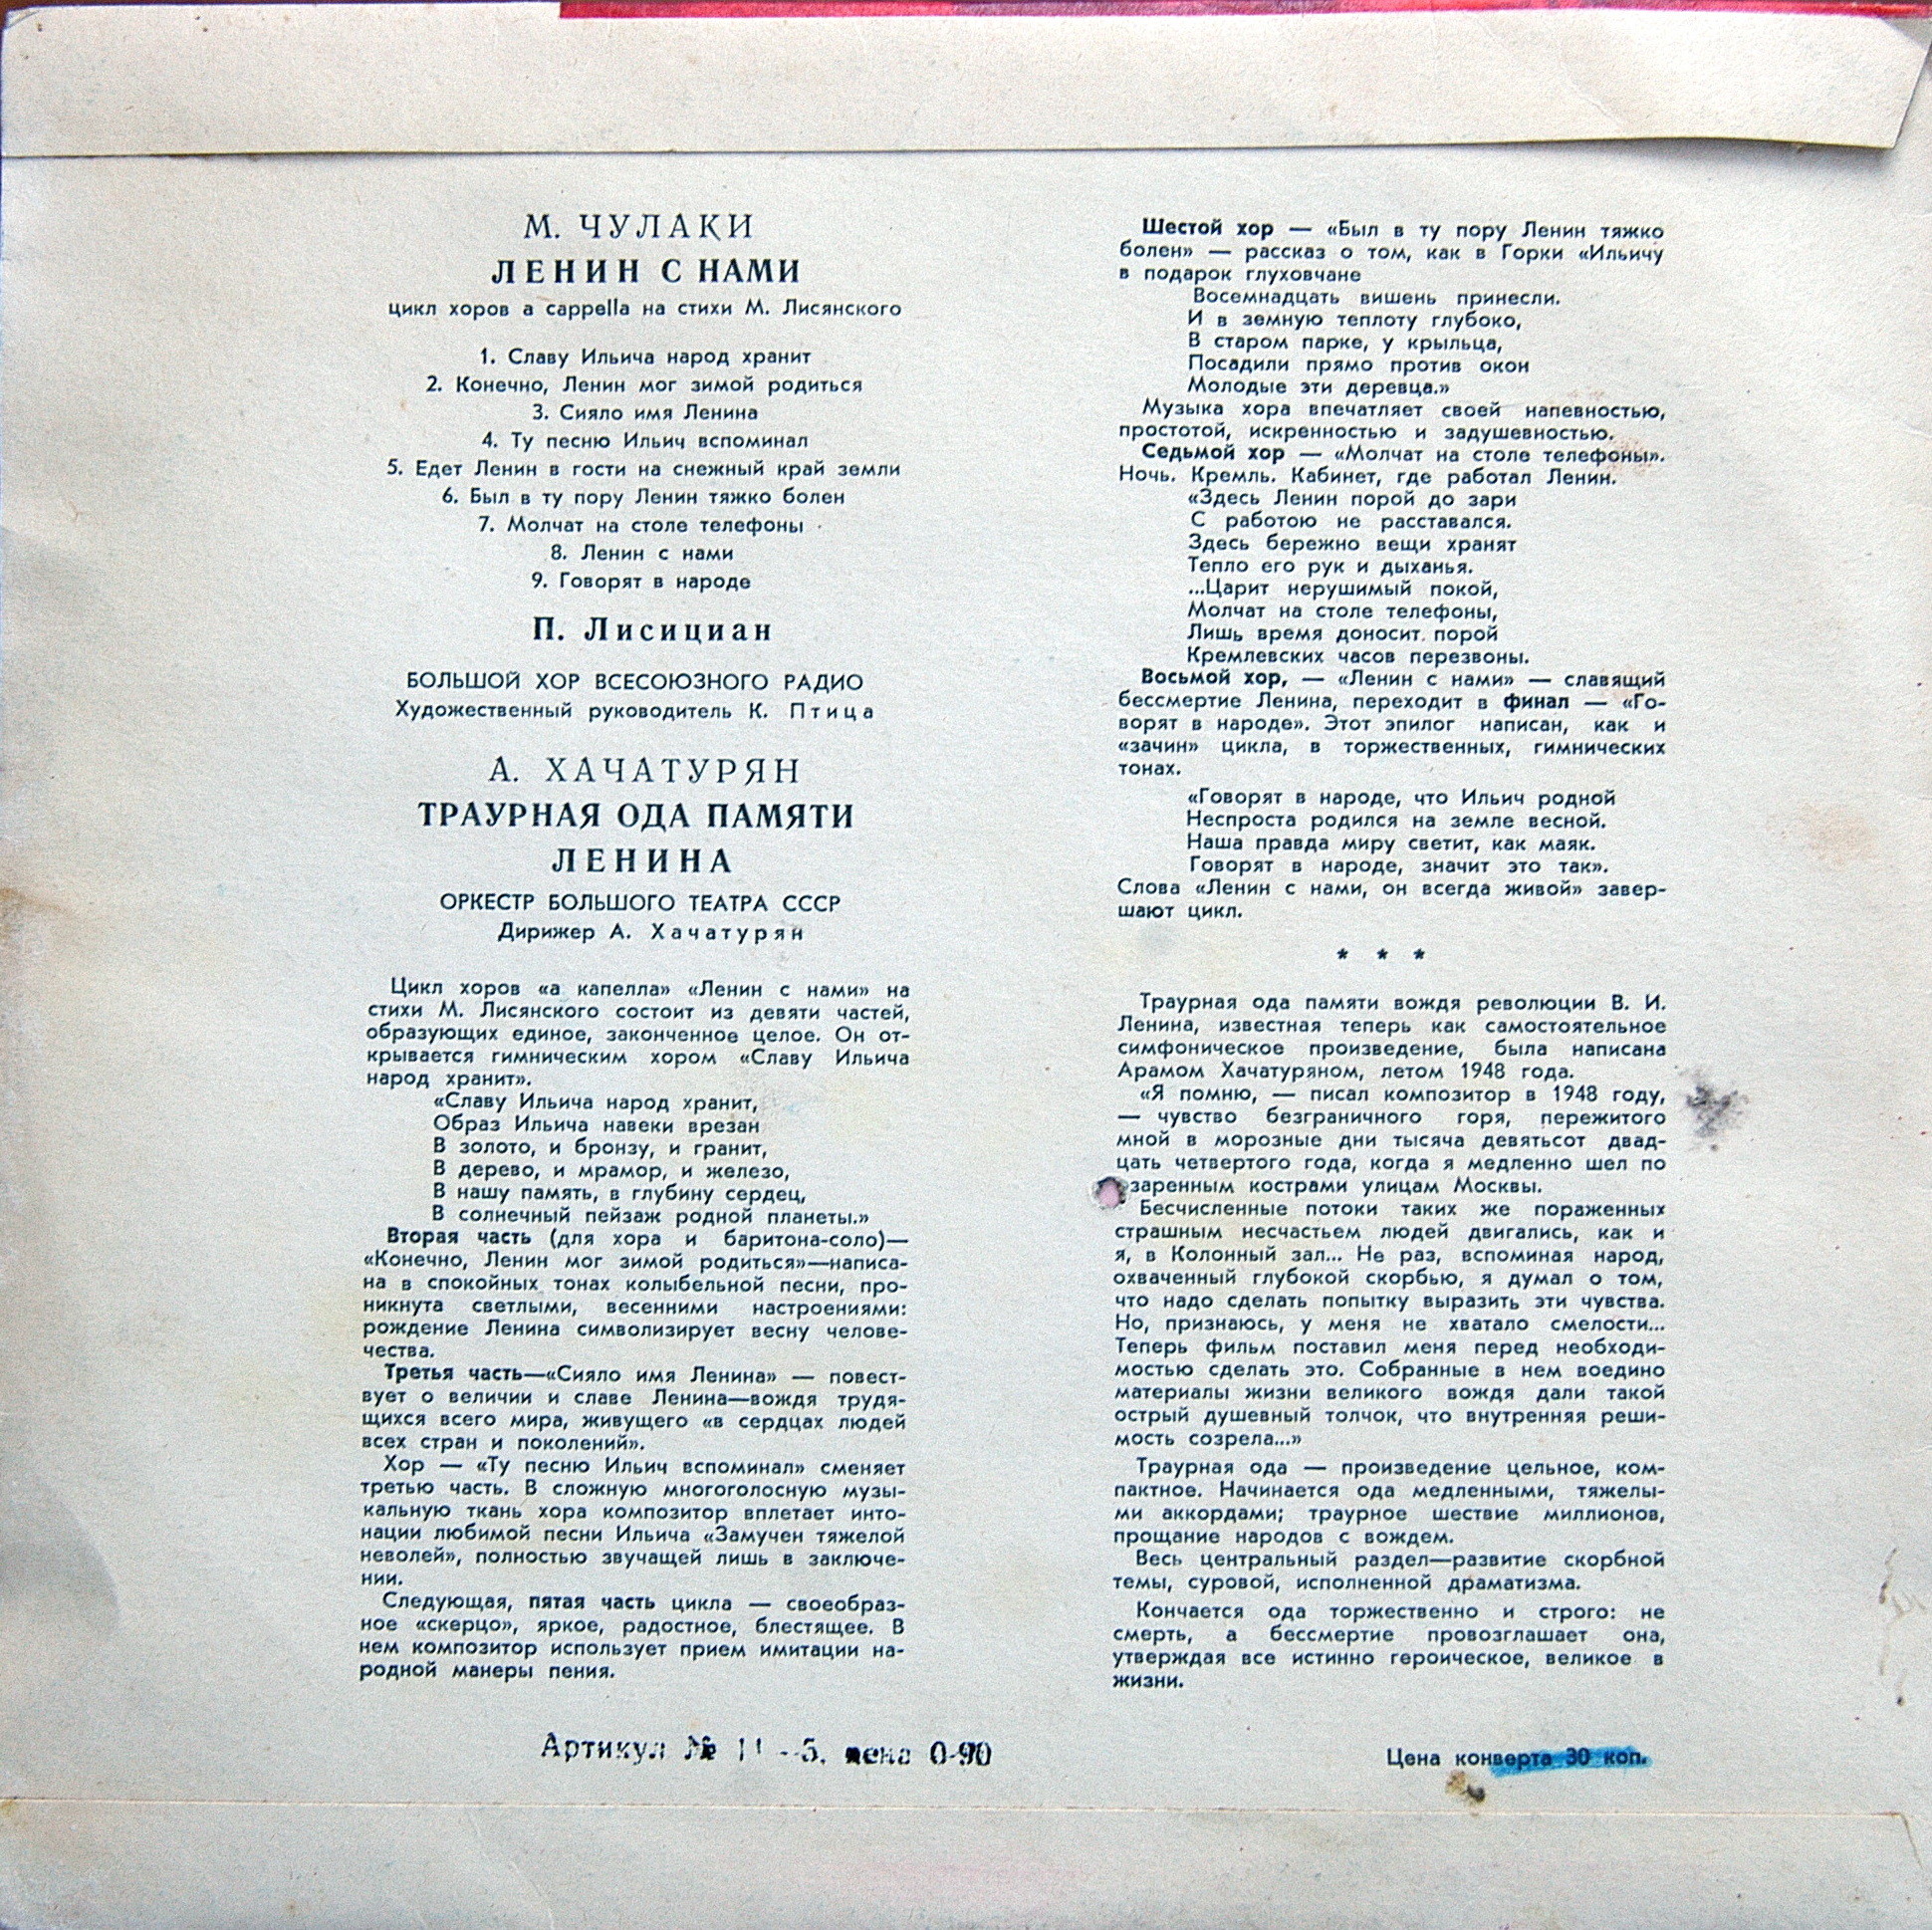 М. ЧУЛАКИ
ЛЕНИН С НАМИ
цикл хоров a cappella на стихи М. Лисянского
1. Славу Ильича народ хранит
2. Конечно, Ленин мог зимой родиться
3. Сияло имя Ленина
4. Ту песню Ильич вспоминал
5. Едет Ленин в гости на снежный край земли
6. Был в ту пору Ленин тяжко болен
7. Молчат на столе телефоны
8. Ленин с нами
9. Говорят в народе
П. Лисициан
БОЛЬШОЙ ХОР ВСЕСОЮЗНОГО РАДИО
Художественный руководитель К. Птица
А. ХАЧАТУРЯН
ТРАУРНАЯ ОДА ПАМЯТИ
ЛЕНИНА
ОРКЕСТР БОЛЬШОГО ТЕАТРА СССР
Дирижер А. Хачатурян
Цикл хоров «а капелла» «Ленин с нами» на
стихи М. Лисянского состоит из девяти частей,
образующих единое, законченное целое. Он от-
крывается гимническим хором «Славу Ильича
народ хранит».
«Славу Ильича народ хранит,
Образ Ильича навеки врезан
В золото, и бронзу, и гранит,
В дерево, и мрамор, и железо,
В нашу память, в глубину сердец,
В солнечный пейзаж родной планеты.»
Вторая часть (для хора и баритона-соло)—
«Конечно, Ленин мог зимой родиться»—написа-
на в спокойных тонах колыбельной песни, про-
никнута светлыми, весенними настроениями:
рождение Ленина символизирует весну челове-
чества.
Третья часть—«Сияло имя Ленина» — повест-
вует о величии и славе Ленина—вождя трудя-
щихся всего мира, живущего «в сердцах людей
всех стран и поколений».
Хор — «Ту песню Ильич вспоминал» сменяет
третью часть. В сложную многоголосную музы-
кальную ткань хора композитор вплетает инто-
нации любимой песни Ильича «Замучен тяжелой
неволей», полностью звучащей лишь в заключе-
нии.
Следующая, пятая часть цикла — своеобраз-
ное «скерцо», яркое, радостное, блестящее. В
нем композитор использует прием имитации на-
родной манеры пения.
Шестой хор — «Был в ту пору Ленин тяжко
болен» — рассказ о том, как в Горки «Ильичу
в подарок глуховчане
Восемнадцать вишень принесли.
И в земную теплоту глубоко,
В старом парке, у крыльца,
Посадили прямо против окон
Молодые эти деревца.»
Музыка хора впечатляет своей напевностью,
простотой, искренностью и задушевностью.
Седьмой хор — «Молчат на столе телефоны».
Ночь. Кремль. Кабинет, где работал Ленин.
«Здесь Ленин порой до зари
С работою не расставался.
Здесь бережно вещи хранят
Тепло его рук и дыханья.
...Царит нерушимый покой,
Молчат на столе телефоны,
Лишь время доносит порой
Кремлевских часов перезвоны.
Восьмой хор, — «Ленин с нами» — славящий
бессмертие Ленина, переходит в финал — «Го-
ворят в народе». Этот эпилог написан, как и
«зачин» цикла, в торжественных, гимнических
тонах.
«Говорят в народе, что Ильич родной
Неспроста родился на земле весной.
Наша правда миру светит, как маяк.
Говорят в народе, значит это так».
Слова «Ленин с нами, он всегда живой» завер-
шают цикл.
* * *
Траурная ода памяти вождя революции В. И.
Ленина, известная теперь как самостоятельное
симфоническое произведение, была написана
Арамом Хачатуряном, летом 1948 года.
«Я помню, — писал композитор в 1948 году,
— чувство безграничного горя, пережитого
мной в морозные дни тысяча девятьсот двад-
цать четвертого года, когда я медленно шел по
заренным кострами улицам Москвы.
Бесчисленные потоки таких же пораженных
страшным несчастьем людей двигались, как и
я, в Колонный зал... Не раз, вспоминая народ,
охваченный глубокой скорбью, я думал о том,
что надо сделать попытку выразить эти чувства.
Но, признаюсь, у меня не хватало смелости...
Теперь фильм поставил меня перед необходи-
мостью сделать это. Собранные в нем воедино
материалы жизни великого вождя дали такой
острый душевный толчок, что внутренняя реши-
мость созрела...»
Траурная ода — произведение цельное, ком-
пактное. Начинается ода медленными, тяжелы-
ми аккордами; траурное шествие миллионов,
прощание народов с вождем.
Весь центральный раздел—развитие скорбной
темы, суровой, исполненной драматизма.
Кончается ода торжественно и строго: не
смерть, а бессмертие провозглашает она,
утверждая все истинно героическое, великое в
жизни.
Артикул № 11-5. цена 0-90
Цена конверта 30 коп.